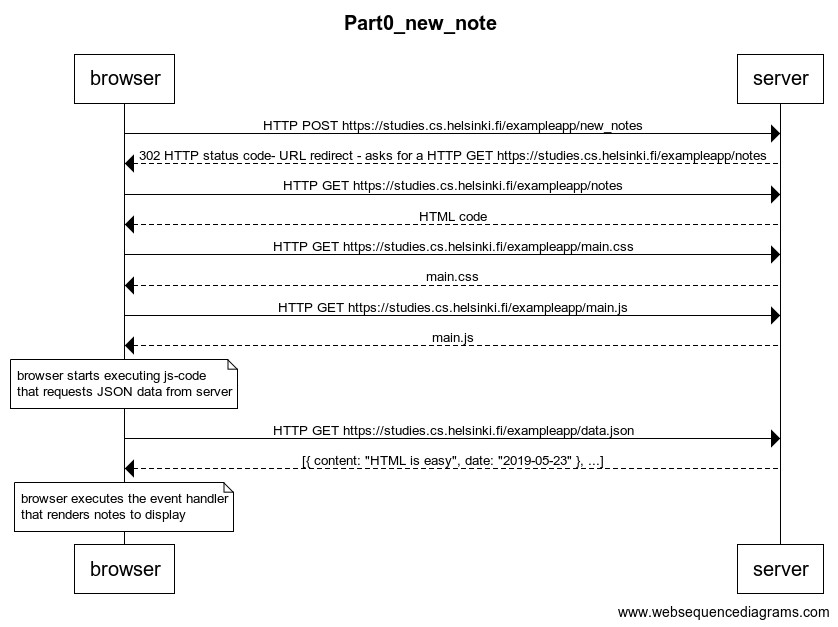 Part0_new_note
browser
server
HTTP POST https://studies.cs.helsinki.fi/exampleapp/new_notes
302 HTTP status code- URL redirect - asks for a HTTP GET https://studies.cs.helsinki.fi/exampleapp/notes
HTTP GET https://studies.cs.helsinki.fi/exampleapp/notes
HTML code
HTTP GET https://studies.cs.helsinki.fi/exampleapp/main.css
main.css
HTTP GET https://studies.cs.helsinki.fi/exampleapp/main.js
main.js
browser starts executing js-code
that requests JSON data from server
HTTP GET https://studies.cs.helsinki.fi/exampleapp/data.json
[{ content: "HTML is easy", date: "2019-05-23" }, ...]
browser executes the event handler
that renders notes to display
browser
server
www.websequencediagrams.com